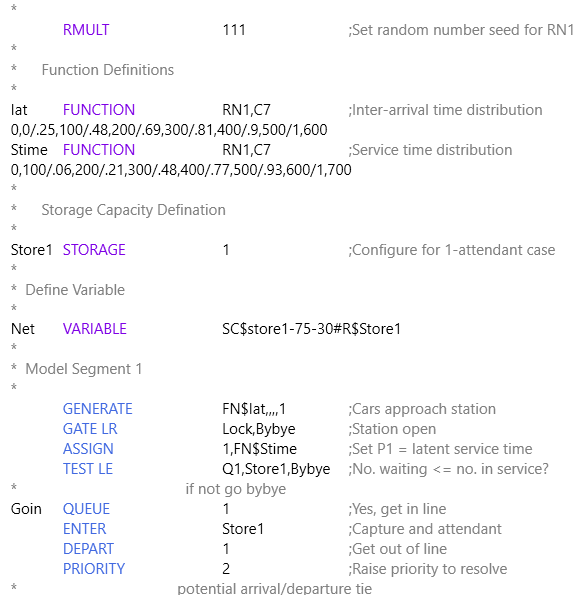 *
RMULT 111 ;Set random number seed for RN1
*
* Function Definitions
*
Iat FUNCTION RN1,C7 ;Inter-arrival time distribution
0,0/.25,100/.48,200/.69,300/.81,400/.9,500/1,600
Stime FUNCTION RN1,C7 ;Service time distribution
0,100/.06,200/.21,300/.48,400/.77,500/.93,600/1,700
*
* Storage Capacity Defination
*
Store1 STORAGE 1 ;Configure for 1-attendant case
*
* Define Variable
*
Net VARIABLE SC$store1-75-30#R$Store1
*
* Model Segment 1
*
GENERATE FN$Iat,,,,1 ;Cars approach station
GATE LR Lock,Bybye ;Station open
ASSIGN 1,FN$Stime ;Set P1 = latent service time
TEST LE Q1,Store1,Bybye ;No. waiting <= no. in service?
* if not go bybye
Goin QUEUE 1 ;Yes, get in line
ENTER Store1 ;Capture and attendant
DEPART 1 ;Get out of line
PRIORITY 2 ;Raise priority to resolve
* potential arrival/departure tie